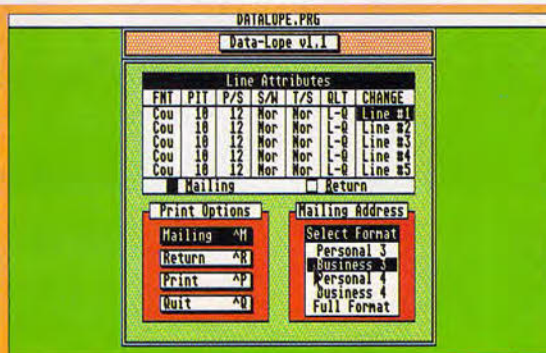 DATALOPE.PRG
Data-Lope v1.1
Line Attributes
FNT PIT P/S S/W T/S QLT CHANGE
Cou 10 12 Nor Nor L-Q Line #1
Cou 10 12 Nor Nor L-Q Line #2
Cou 10 12 Nor Nor L-Q Line #3
Cou 10 12 Nor Nor L-Q Line #4
Cou 10 12 Nor Nor L-Q Line #5
Mailing Return
Print Options
Mailing ^M
Return ^R
Print ^P
Quit ^Q
Mailing Address
Select Format
Personal 3
Business 3
Personal 4
Business 4
Full Format